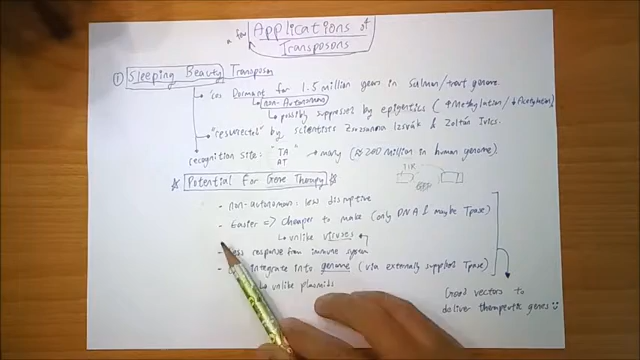 a few Applications of
Transposons
① Sleeping Beauty Transposon
Dormant for 1.5 million years in Salmon/trout genome
non-Autonomous
possibly suppressed by epigentics (↑Methylation/↓Acetylation)
"resurrected" by scientists Zsuzsanna Izsvák & Zoltán Ivics.
recognition site: "TA → many (≈ 200 million in human genome).
AT"
TIR
☆ Potential for Gene Therapy ☆
- non-autonomous: low disruptive
- Easier => Cheaper to make (only DNA & maybe Tpase)
↳ unlike viruses
response from immune system
integrate into genome (via externally supplied Tpase)
unlike plasmids
Good vectors to
deliver therapeutic genes